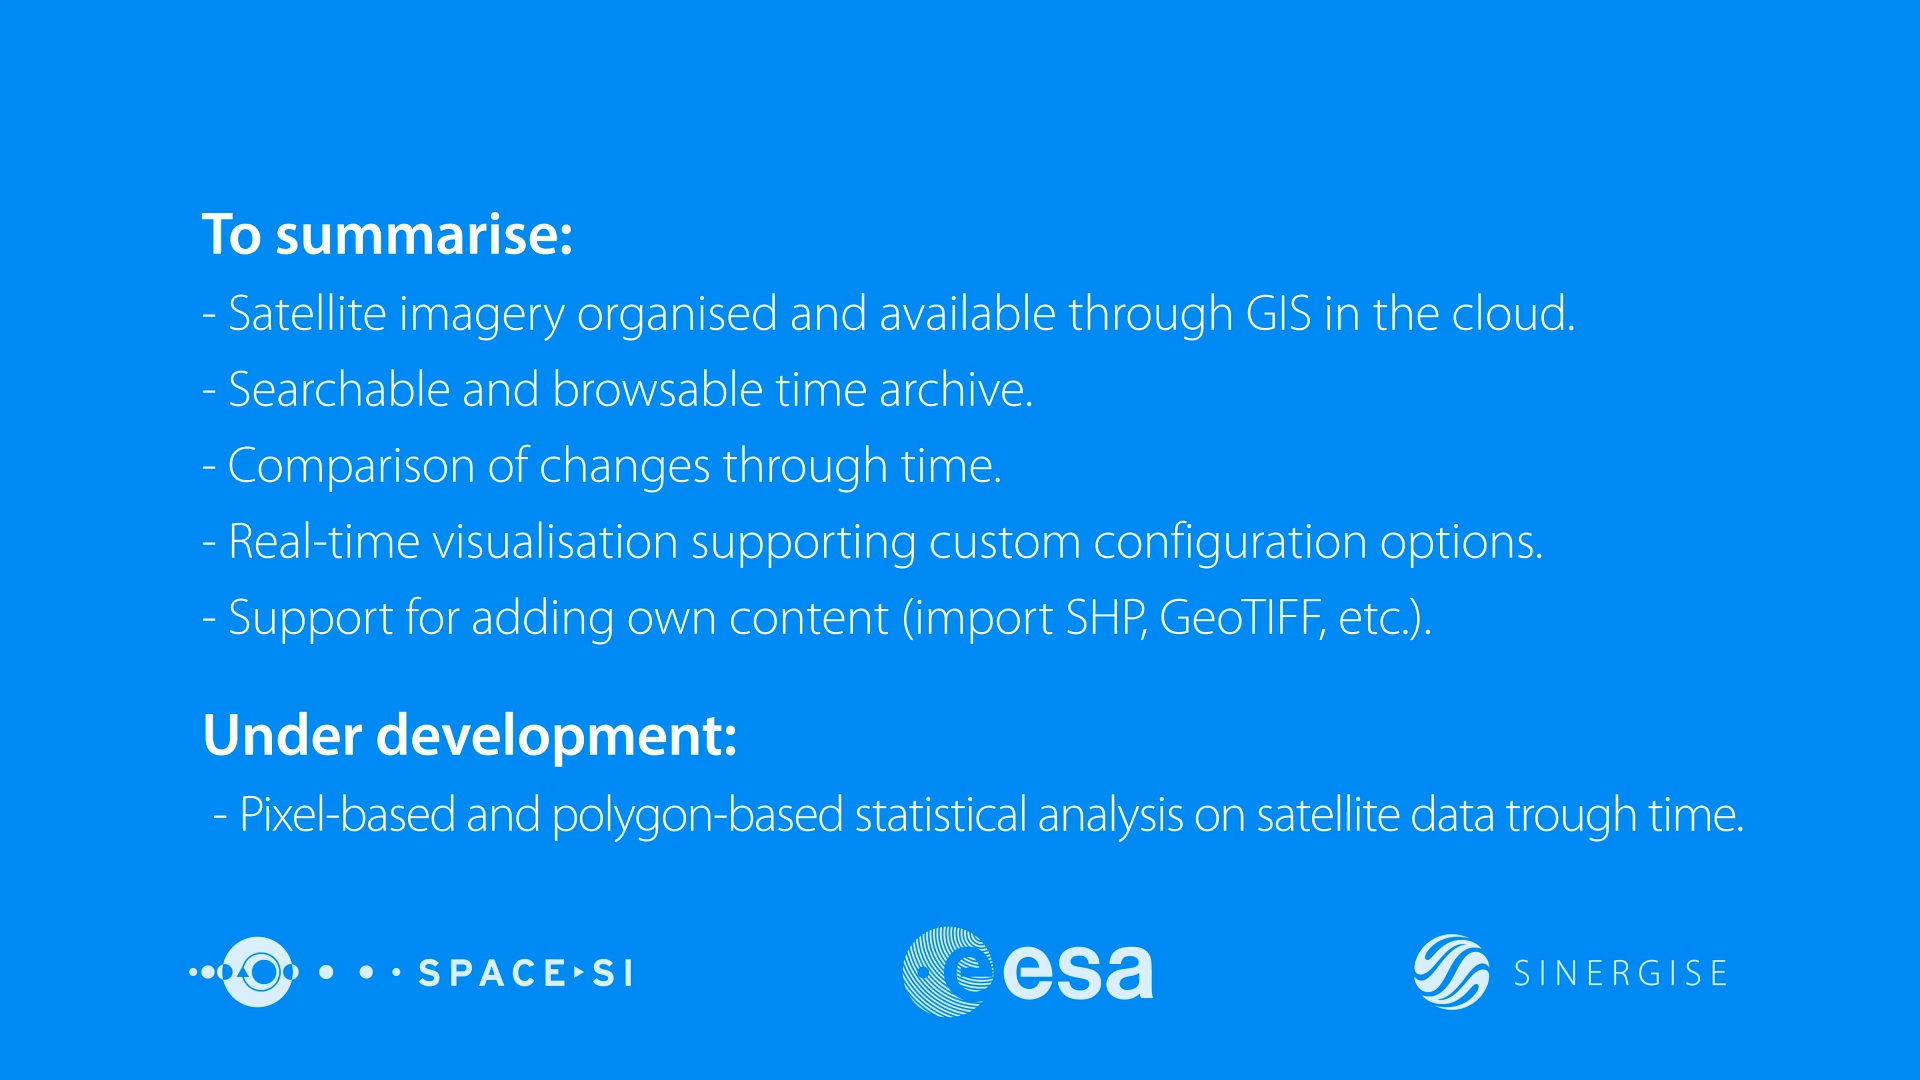 To summarise:
- Satellite imagery organised and available through GIS in the cloud.
- Searchable and browsable time archive.
- Comparison of changes through time.
- Real-time visualisation supporting custom configuration options.
- Support for adding own content (import SHP, GeoTIFF, etc.).
Under development:
- Pixel-based and polygon-based statistical analysis on satellite data trough time.
SPACE▸SI
esa
SINERGISE